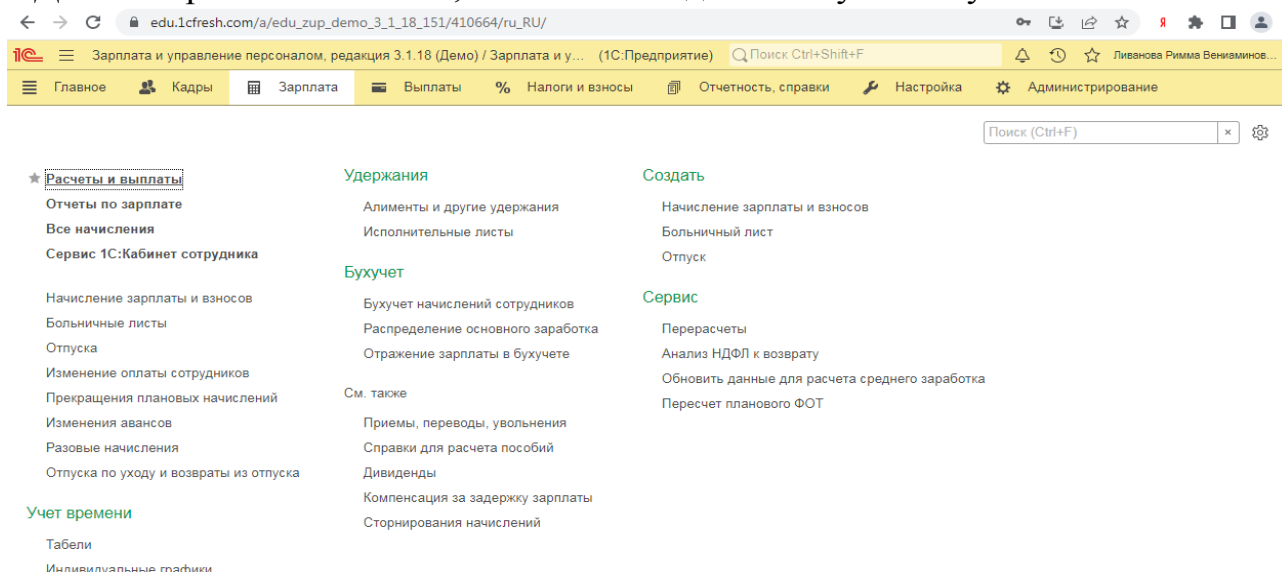 edu.1cfresh.com/a/edu_zup_demo_3_1_18_151/410664/ru_RU/
Я
1С Зарплата и управление персоналом, редакция 3.1.18 (Демо) / Зарплата и у... (1С:Предприятие) Поиск Ctrl+Shift+F Ливанова Римма Вениаминов...
Главное Кадры Зарплата Выплаты % Налоги и взносы Отчетность, справки Настройка Администрирование
Поиск (Ctrl+F) ×
Расчеты и выплаты
Отчеты по зарплате
Все начисления
Сервис 1С:Кабинет сотрудника
Начисление зарплаты и взносов
Больничные листы
Отпуска
Изменение оплаты сотрудников
Прекращения плановых начислений
Изменения авансов
Разовые начисления
Отпуска по уходу и возвраты из отпуска
Учет времени
Табели
Индивидуальные графики
Удержания
Алименты и другие удержания
Исполнительные листы
Бухучет
Бухучет начислений сотрудников
Распределение основного заработка
Отражение зарплаты в бухучете
См. также
Приемы, переводы, увольнения
Справки для расчета пособий
Дивиденды
Компенсация за задержку зарплаты
Сторнирования начислений
Создать
Начисление зарплаты и взносов
Больничный лист
Отпуск
Сервис
Перерасчеты
Анализ НДФЛ к возврату
Обновить данные для расчета среднего заработка
Пересчет планового ФОТ